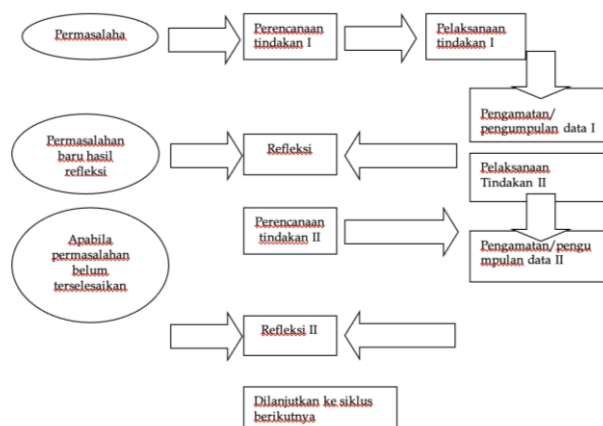 Permasalaha
Perencanaan
tindakan I
Pelaksanaan
tindakan I
Pengamatan/
pengumpulan data I
Permasalahan
baru hasil
refleksi
Refleksi
Pelaksanaan
Tindakan II
Apabila
permasalahan
belum
terselesaikan
Perencanaan
tindakan II
Pengamatan/pengu
mpulan data II
Refleksi II
Dilanjutkan ke siklus
berikutnya